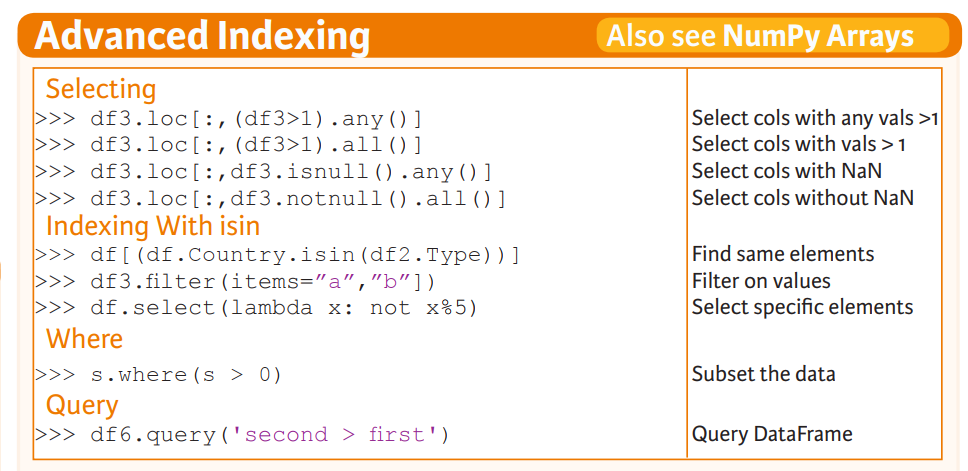 Advanced Indexing
Also see NumPy Arrays
Selecting
>>> df3.loc[:,(df3>1).any()] Select cols with any vals >1
>>> df3.loc[:,(df3>1).all()] Select cols with vals > 1
>>> df3.loc[:,df3.isnull().any()] Select cols with NaN
>>> df3.loc[:,df3.notnull().all()] Select cols without NaN
Indexing With isin
>>> df[(df.Country.isin(df2.Type))] Find same elements
>>> df3.filter(items=”a”,”b”]) Filter on values
>>> df.select(lambda x: not x%5) Select specific elements
Where
>>> s.where(s > 0) Subset the data
Query
>>> df6.query('second > first') Query DataFrame